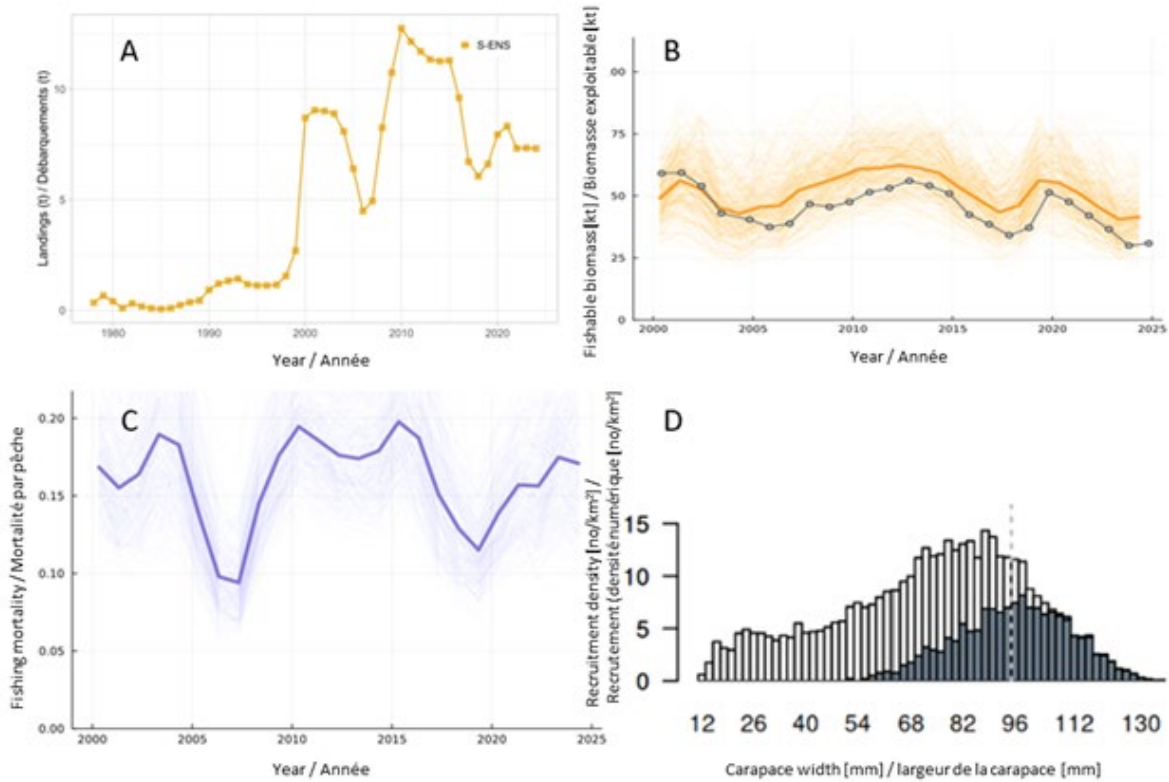 A
S-ENS
Landings (t) / Débarquements (t)
10
5
0
1980
1990
2000
2010
2020
Year / Année
B
Fishable biomass [kt] / Biomasse exploitable [kt]
00
75
50
25
0
2000
2005
2010
2015
2020
2025
Year / Année
C
Fishing mortality / Mortalité par pêche
0.20
0.15
0.10
0.05
0.00
2000
2005
2010
2015
2020
2025
Year / Année
D
Recruitment density [no/km²] /
Recrutement (densité numérique [no/km²]
15
10
5
0
12 26 40 54 68 82 96 112 130
Carapace width [mm] / largeur de la carapace [mm]